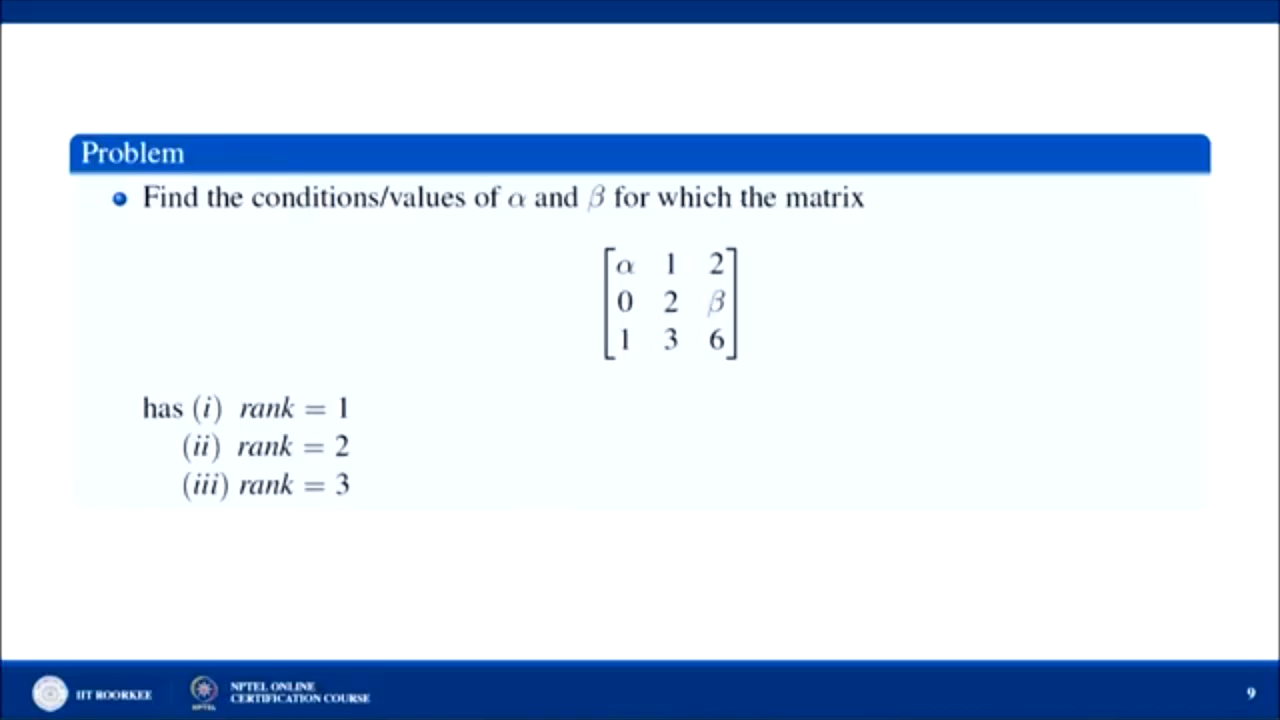 Problem
Find the conditions/values of α and β for which the matrix
α 1 2
0 2 β
1 3 6
has (i) rank = 1
(ii) rank = 2
(iii) rank = 3
IIT ROORKEE
NPTEL
NPTEL ONLINE
CERTIFICATION COURSE
9